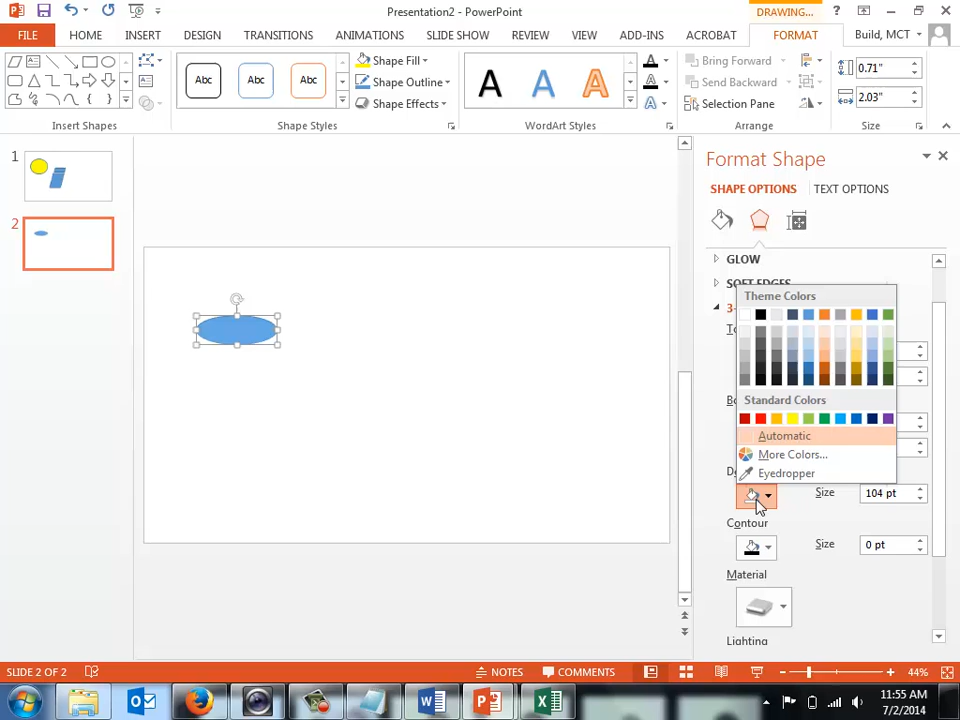 Presentation2 - PowerPoint
DRAWING...
?
FILE HOME INSERT DESIGN TRANSITIONS ANIMATIONS SLIDE SHOW REVIEW VIEW ADD-INS ACROBAT FORMAT Build, MCT
Abc Abc Abc
Shape Fill
Shape Outline
Shape Effects
A A A
A
A
A
Bring Forward
Send Backward
Selection Pane
0.71"
2.03"
Insert Shapes Shape Styles WordArt Styles Arrange Size
1
2
Format Shape
SHAPE OPTIONS TEXT OPTIONS
GLOW
SOFT EDGES
3-
Theme Colors
Standard Colors
Automatic
More Colors...
Eyedropper
Size 104 pt
Contour
Size 0 pt
Material
Lighting
SLIDE 2 OF 2 NOTES COMMENTS 44%
11:55 AM
7/2/2014